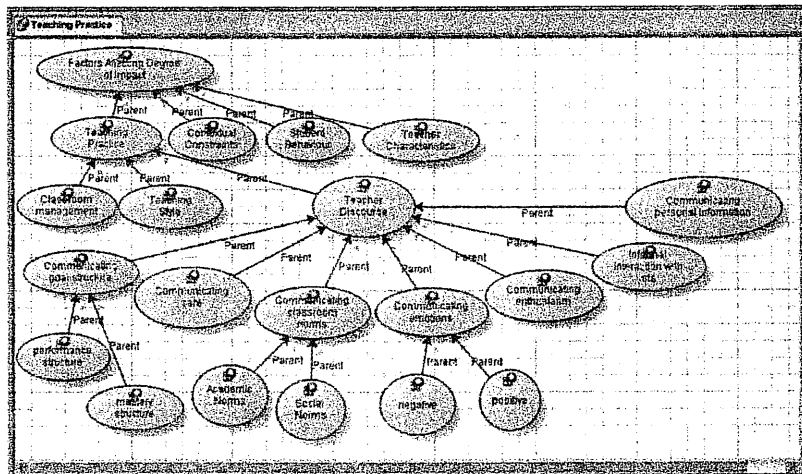 Teaching Practice
Factors Affecting Degree
of Impact
Parent
Parent
Parent
Parent
Teaching
Practice
Contextual
Constraints
Student
Behaviour
Teacher
Characteristics
Parent
Parent
Parent
Classroom
management
Teaching
Style
Teacher
Discourse
Communicating
personal information
Parent
Parent
Parent
Parent
Parent
Parent
Parent
Communicating
goal structure
Communicating
care
Communicating
classroom
norms
Communicating
emotions
Communicating
enthusiasm
Informal
interaction with
Parent
Parent
Parent
Parent
Parent
Parent
performance
structure
mastery
structure
Academic
Norms
Social
Norms
negative
positive